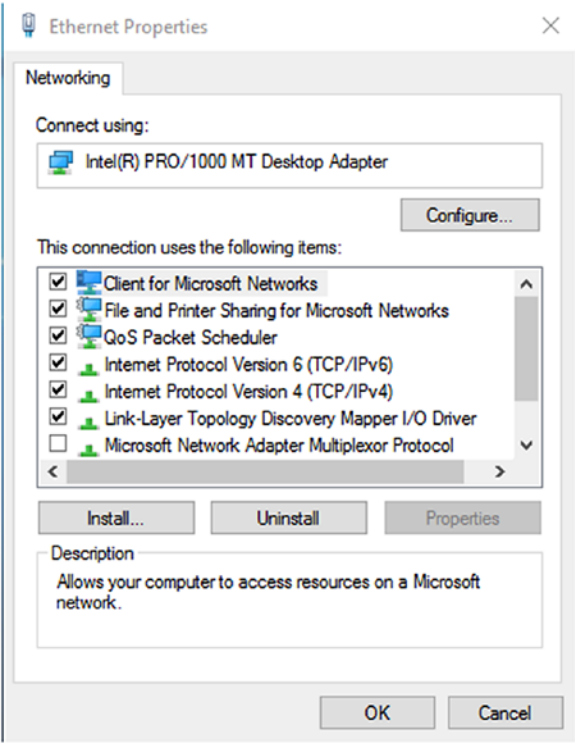 Ethernet Properties
Networking
Connect using:
Intel(R) PRO/1000 MT Desktop Adapter
Configure...
This connection uses the following items:
Client for Microsoft Networks
File and Printer Sharing for Microsoft Networks
QoS Packet Scheduler
Internet Protocol Version 6 (TCP/IPv6)
Internet Protocol Version 4 (TCP/IPv4)
Link-Layer Topology Discovery Mapper I/O Driver
Microsoft Network Adapter Multiplexor Protocol
Install... Uninstall Properties
Description
Allows your computer to access resources on a Microsoft
network.
OK Cancel